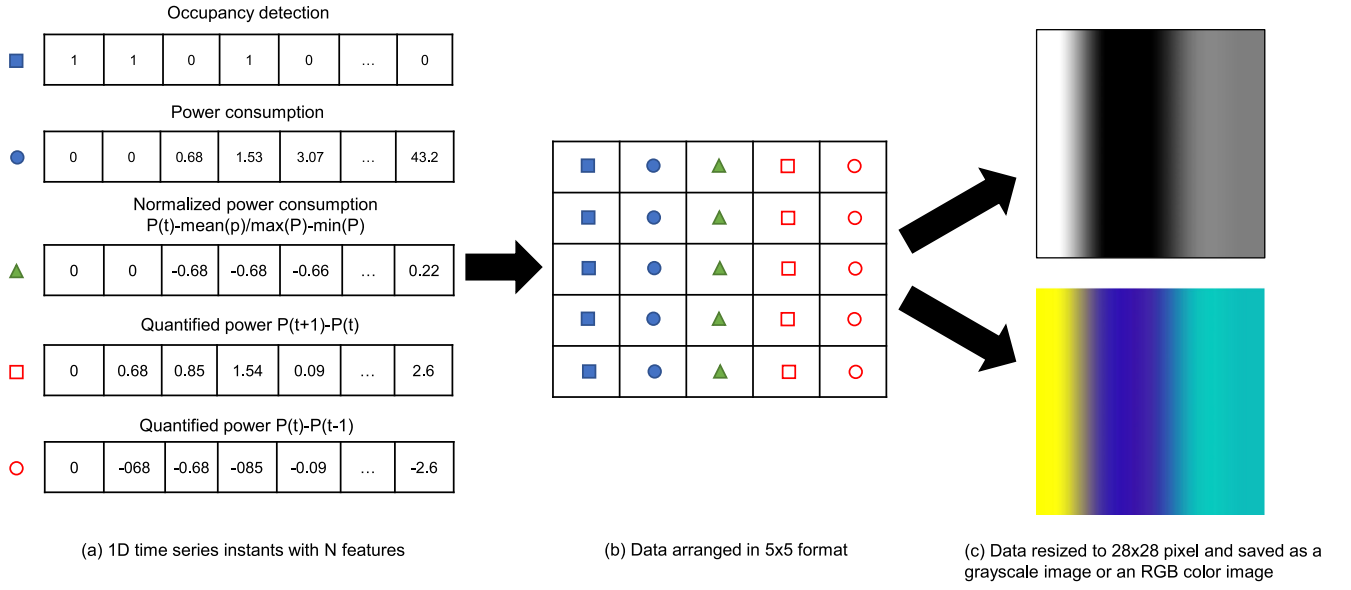 Occupancy detection
1 1 0 1 0 … 0
Power consumption
0 0 0.68 1.53 3.07 … 43.2
Normalized power consumption
P(t)-mean(p)/max(P)-min(P)
0 0 -0.68 -0.68 -0.66 … 0.22
Quantified power P(t+1)-P(t)
0 0.68 0.85 1.54 0.09 … 2.6
Quantified power P(t)-P(t-1)
0 -068 -0.68 -085 -0.09 … -2.6
(a) 1D time series instants with N features
(b) Data arranged in 5x5 format
(c) Data resized to 28x28 pixel and saved as a
grayscale image or an RGB color image